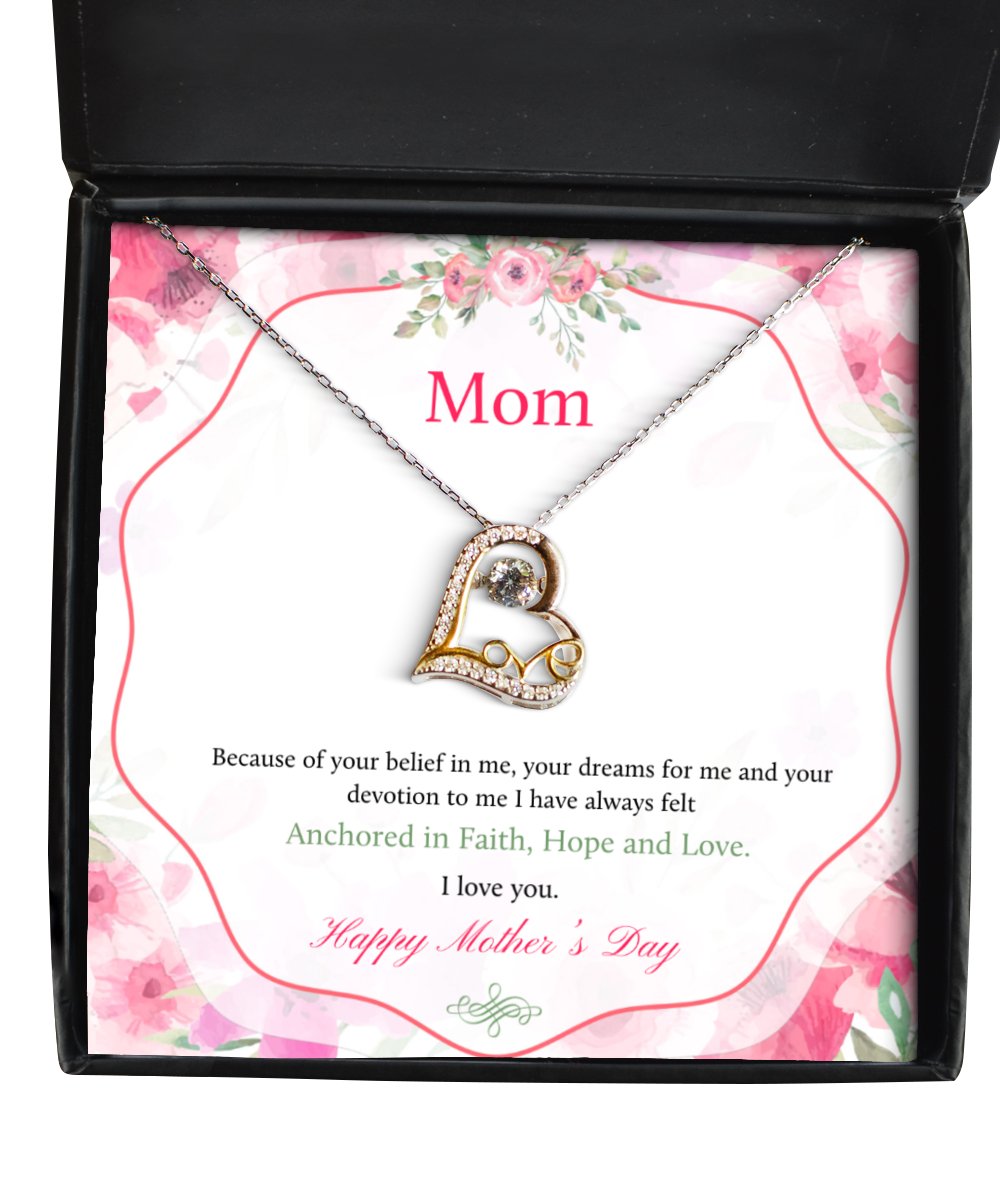 Mom
Love
Because of your belief in me, your dreams for me and your
devotion to me I have always felt
Anchored in Faith, Hope and Love.
I love you.
Happy Mother's Day